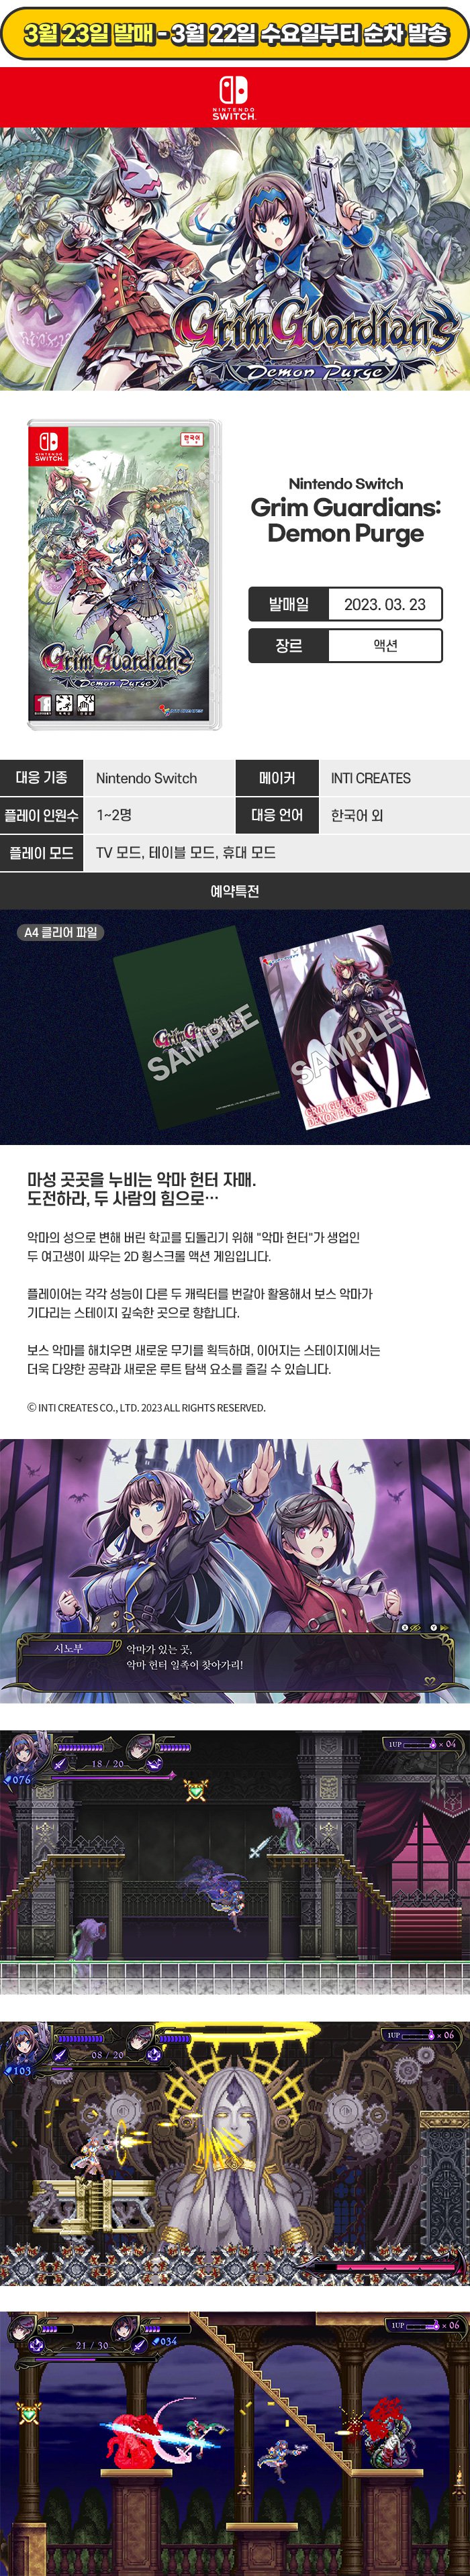 3월 23일 발매 - 3월 22일 수요일부터 순차 발송
NINTENDO
SWITCH.
Grim Guardians
Demon Purge
NINTENDO
SWITCH.
한국어
Grim Guardians
Demon Purge
INTI CREATES
Nintendo Switch
Grim Guardians:
Demon Purge
발매일 2023. 03. 23
장르 액션
대응 기종 Nintendo Switch 메이커 INTI CREATES
플레이 인원수 1~2명 대응 언어 한국어 외
플레이 모드 TV 모드, 테이블 모드, 휴대 모드
예약특전
A4 클리어 파일
Grim Guardians
SAMPLE
SAMPLE
GRIM GUARDIANS:
DEMON PURGE
마성 곳곳을 누비는 악마 헌터 자매.
도전하라, 두 사람의 힘으로…
악마의 성으로 변해 버린 학교를 되돌리기 위해 "악마 헌터"가 생업인
두 여고생이 싸우는 2D 횡스크롤 액션 게임입니다.
플레이어는 각각 성능이 다른 두 캐릭터를 번갈아 활용해서 보스 악마가
기다리는 스테이지 깊숙한 곳으로 향합니다.
보스 악마를 해치우면 새로운 무기를 획득하며, 이어지는 스테이지에서는
더욱 다양한 공략과 새로운 루트 탐색 요소를 즐길 수 있습니다.
© INTI CREATES CO., LTD. 2023 ALL RIGHTS RESERVED.
시노부
악마가 있는 곳,
악마 헌터 일족이 찾아가리!
1UP × 04
18 / 20
076
1UP × 06
08 / 20
103
1UP × 06
21 / 30
034